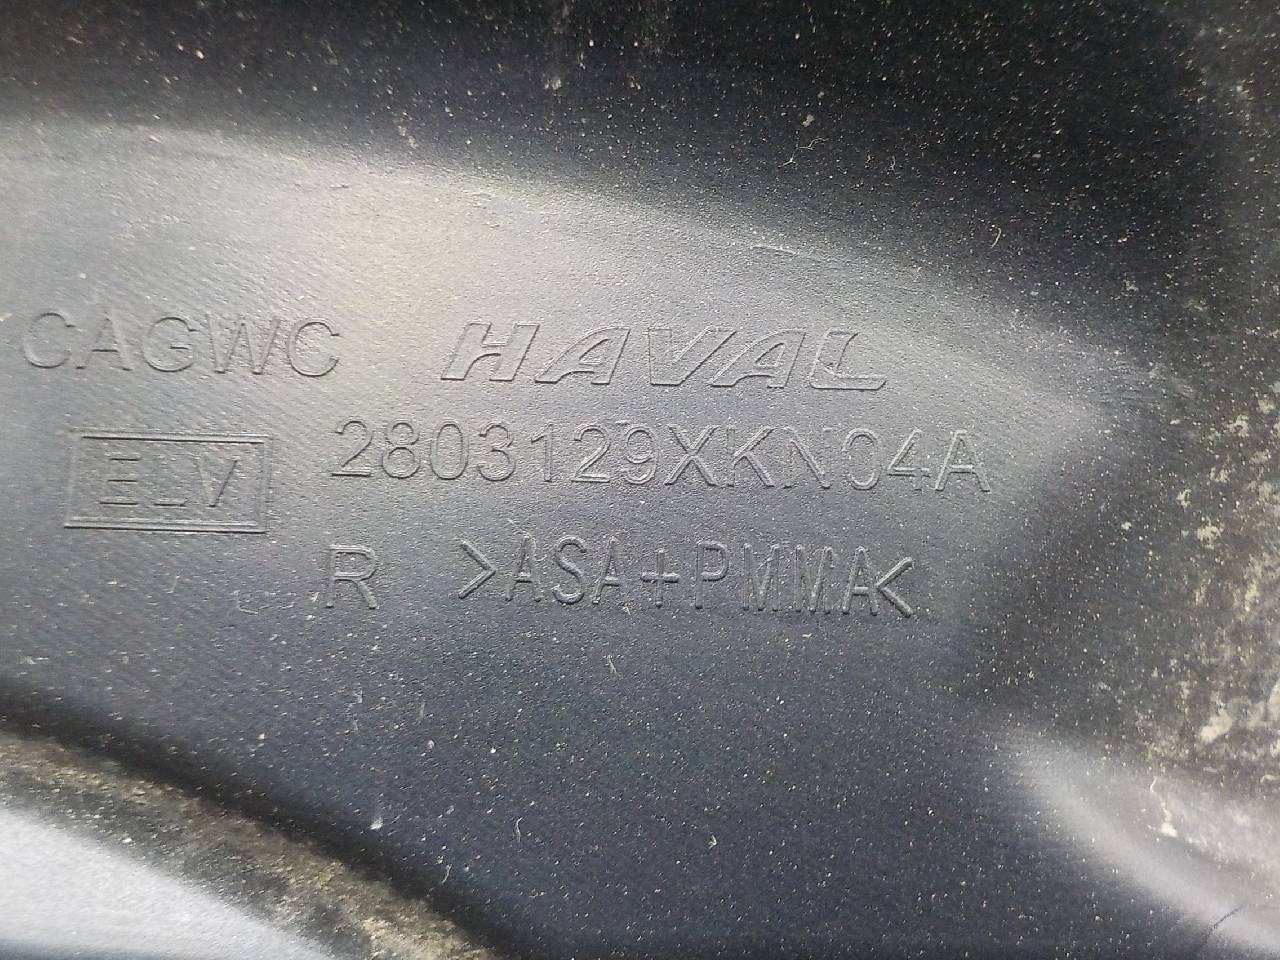 CAGWC HAVAL
2803129XKN04A
ELV
R >ASA+PMMA<